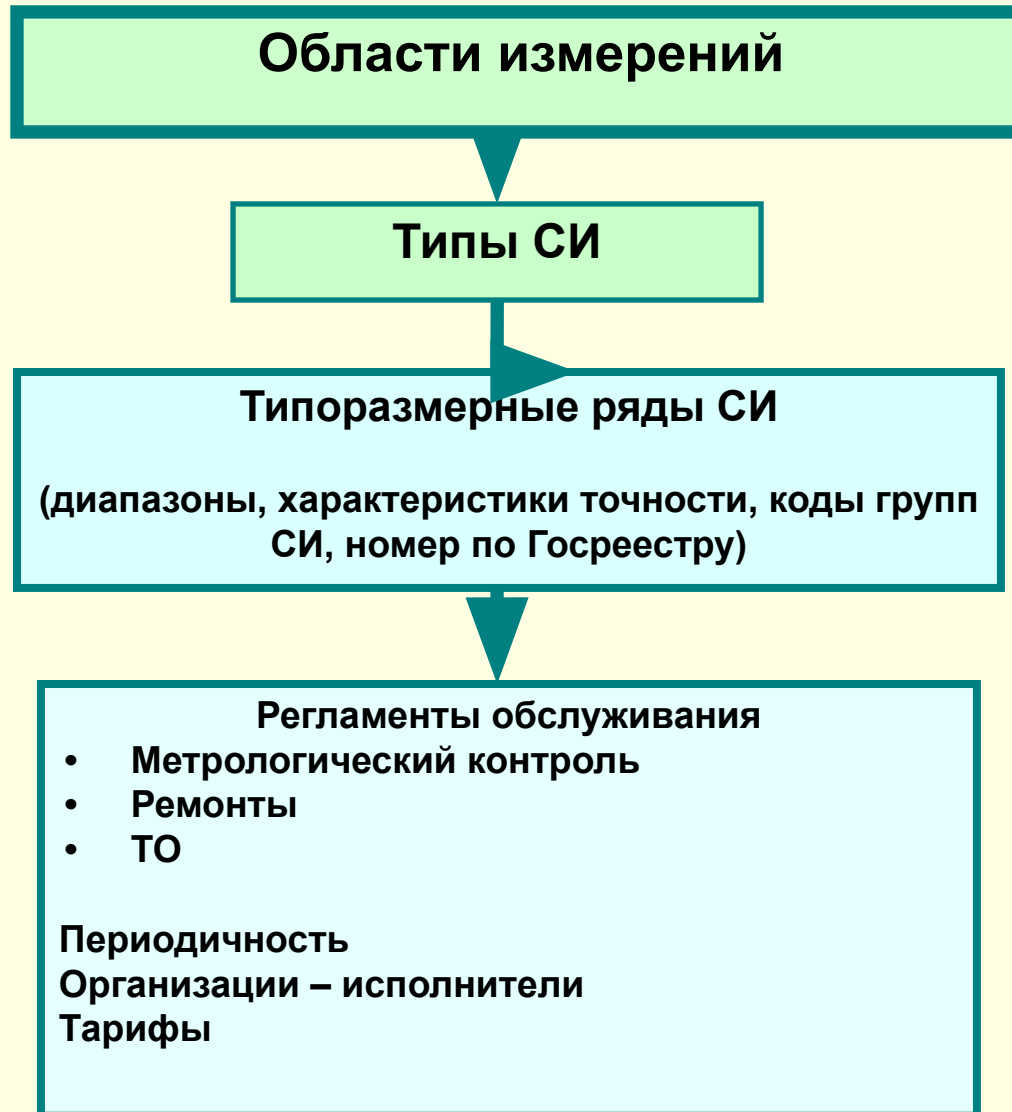 Области измерений
Типы СИ
Типоразмерные ряды СИ
(диапазоны, характеристики точности, коды групп
СИ, номер по Госреестру)
Регламенты обслуживания
• Метрологический контроль
• Ремонты
• ТО
Периодичность
Организации – исполнители
Тарифы